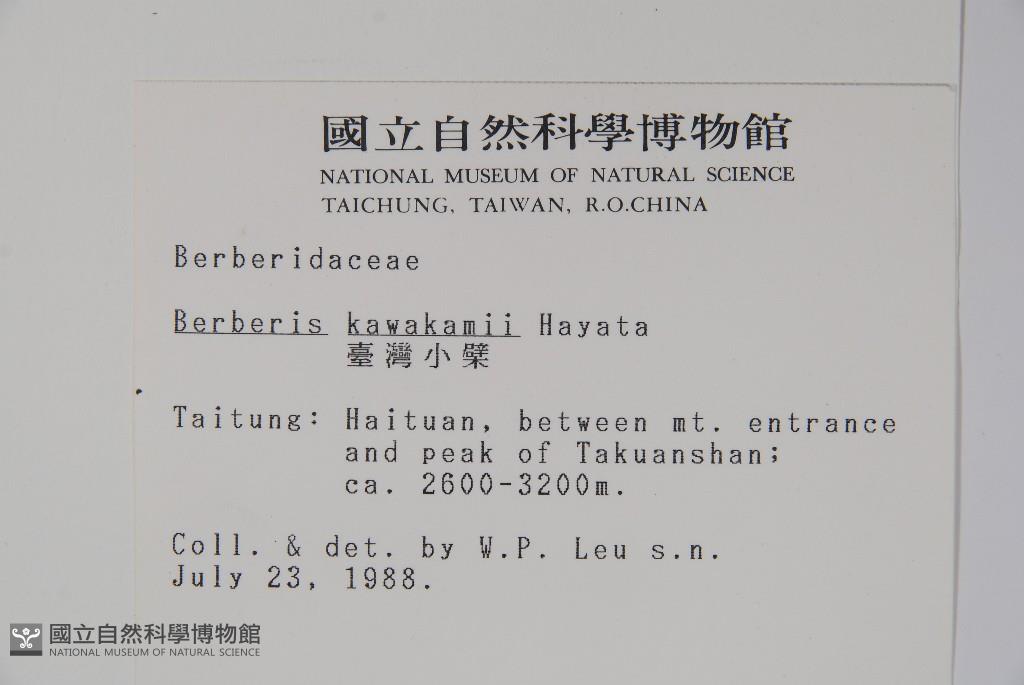 國立自然科學博物館
NATIONAL MUSEUM OF NATURAL SCIENCE
TAICHUNG, TAIWAN, R.O.CHINA
Berberidaceae
Berberis kawakamii Hayata
臺灣小檗
Taitung: Haituan, between mt. entrance
and peak of Takuanshan;
ca. 2600-3200m.
Coll. & det. by W.P. Leu s.n.
July 23, 1988.
國立自然科學博物館
NATIONAL MUSEUM OF NATURAL SCIENCE